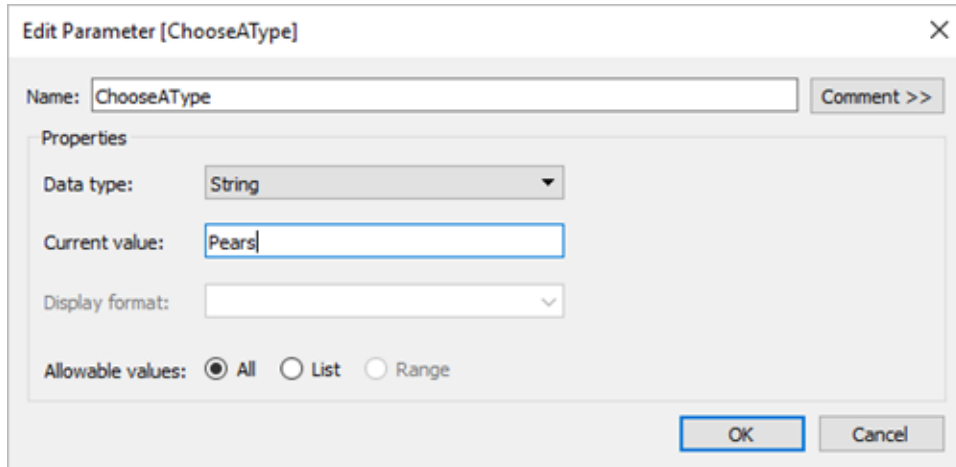 Edit Parameter [ChooseAType]
Name: ChooseAType Comment >>
Properties
Data type: String
Current value: Pears
Display format:
Allowable values: All List Range
OK Cancel